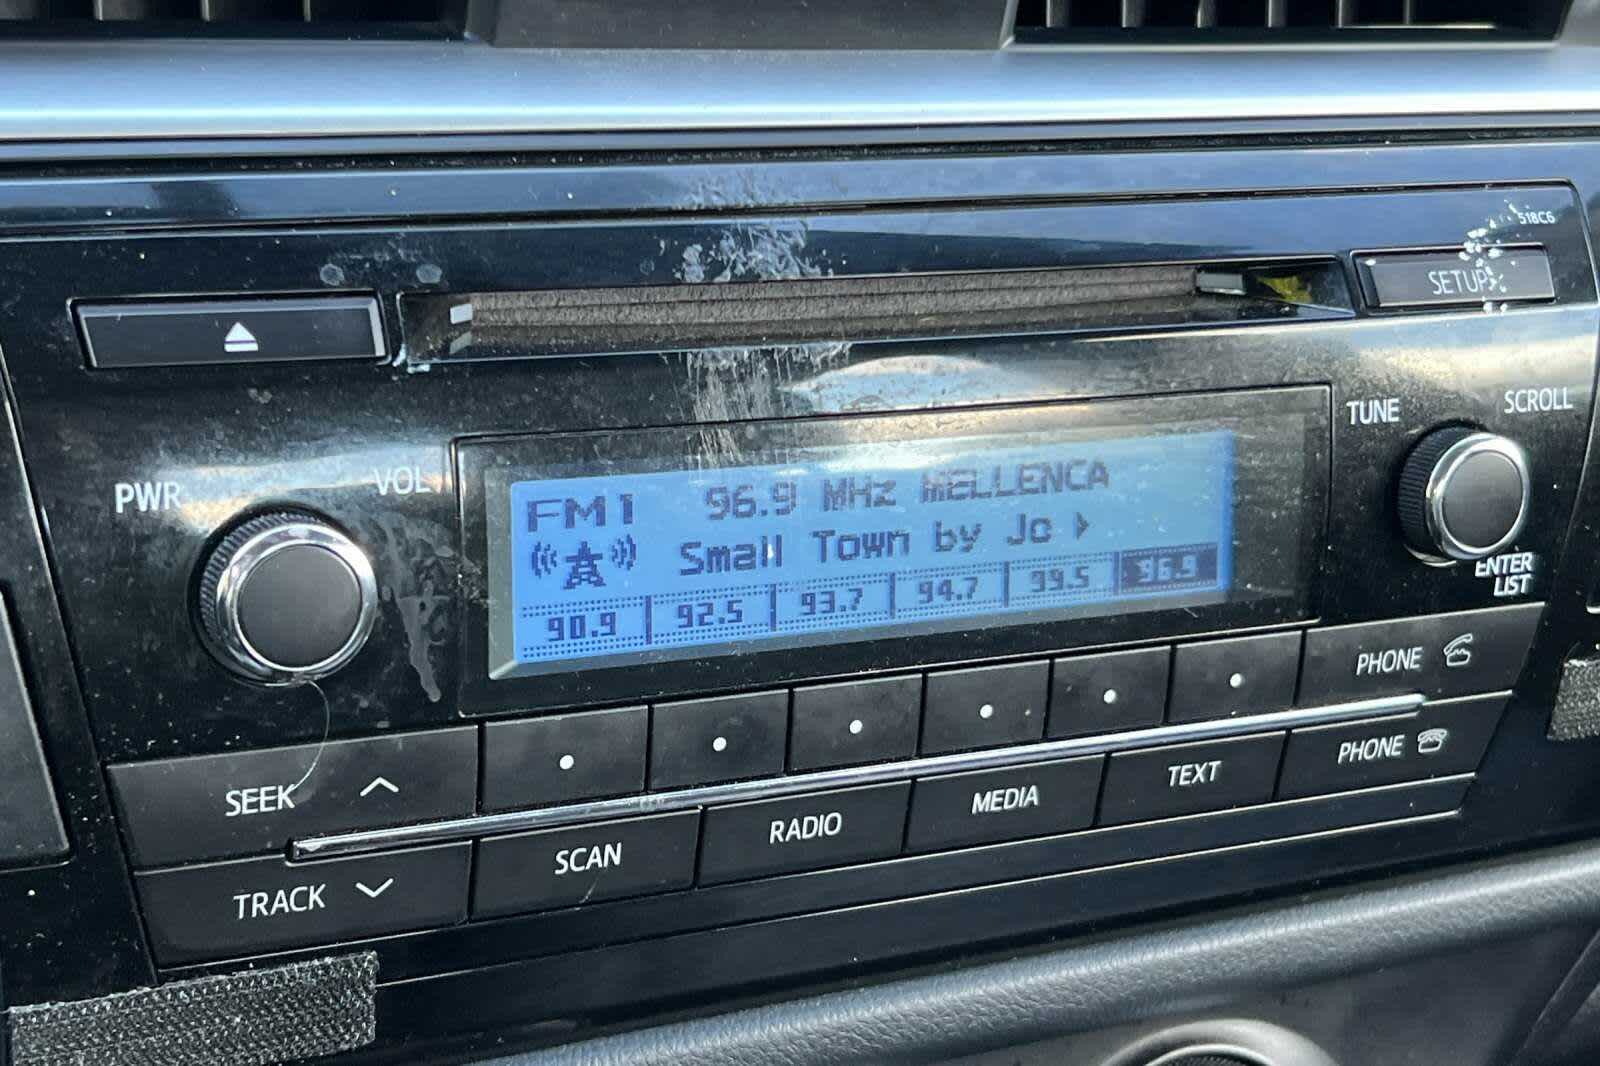 518C6
SETUP
TUNE
SCROLL
PWR
VOL
FM1 96.9 MHz MELLENCA
Small Town by Jo
90.9 92.5 93.7 94.7 99.5 96.9
ENTER
LIST
PHONE
SEEK
PHONE
TEXT
MEDIA
RADIO
SCAN
TRACK